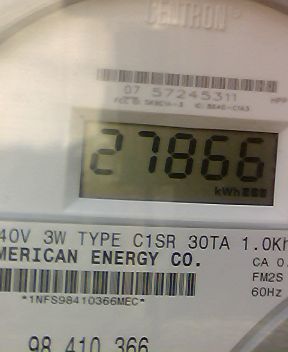 CENTRON
07 57245311
27866
kWh
40V 3W TYPE C1SR 30TA 1.0Kh
MERICAN ENERGY CO.
CA 0.
FM2S
60Hz
*1NFS98410366MEC*
98 410 366